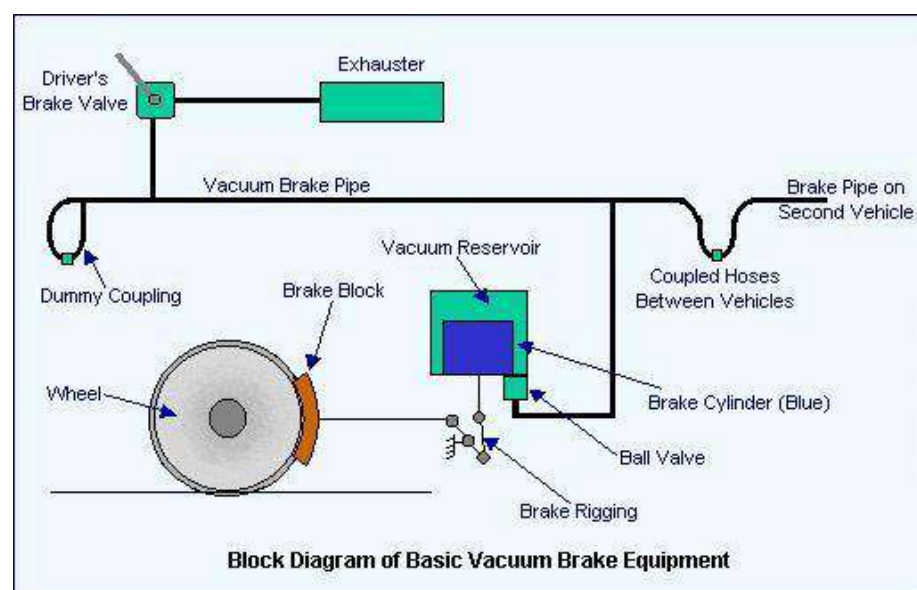 Exhauster
Driver's
Brake Valve
Vacuum Brake Pipe
Brake Pipe on
Second Vehicle
Vacuum Reservoir
Dummy Coupling
Brake Block
Coupled Hoses
Between Vehicles
Wheel
Brake Cylinder (Blue)
Ball Valve
Brake Rigging
Block Diagram of Basic Vacuum Brake Equipment